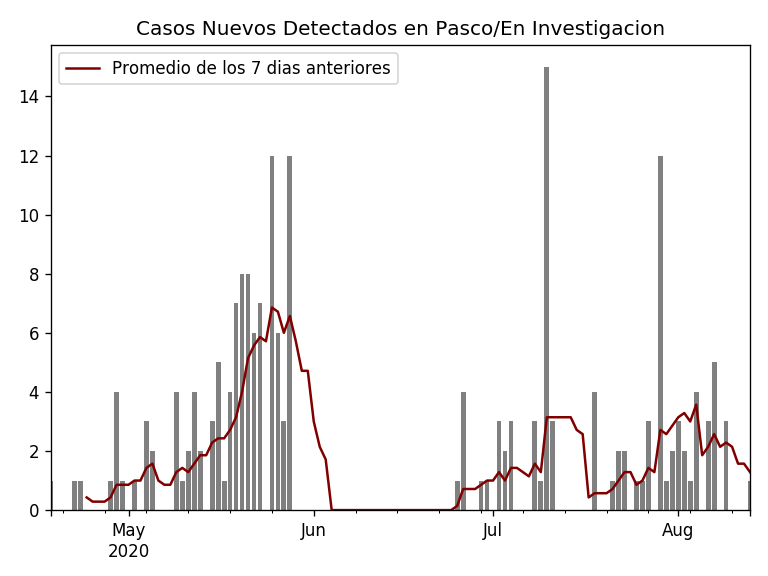 Casos Nuevos Detectados en Pasco/En Investigacion
Promedio de los 7 dias anteriores
14
12
10
8
6
4
2
0
May
2020
Jun
Jul
Aug